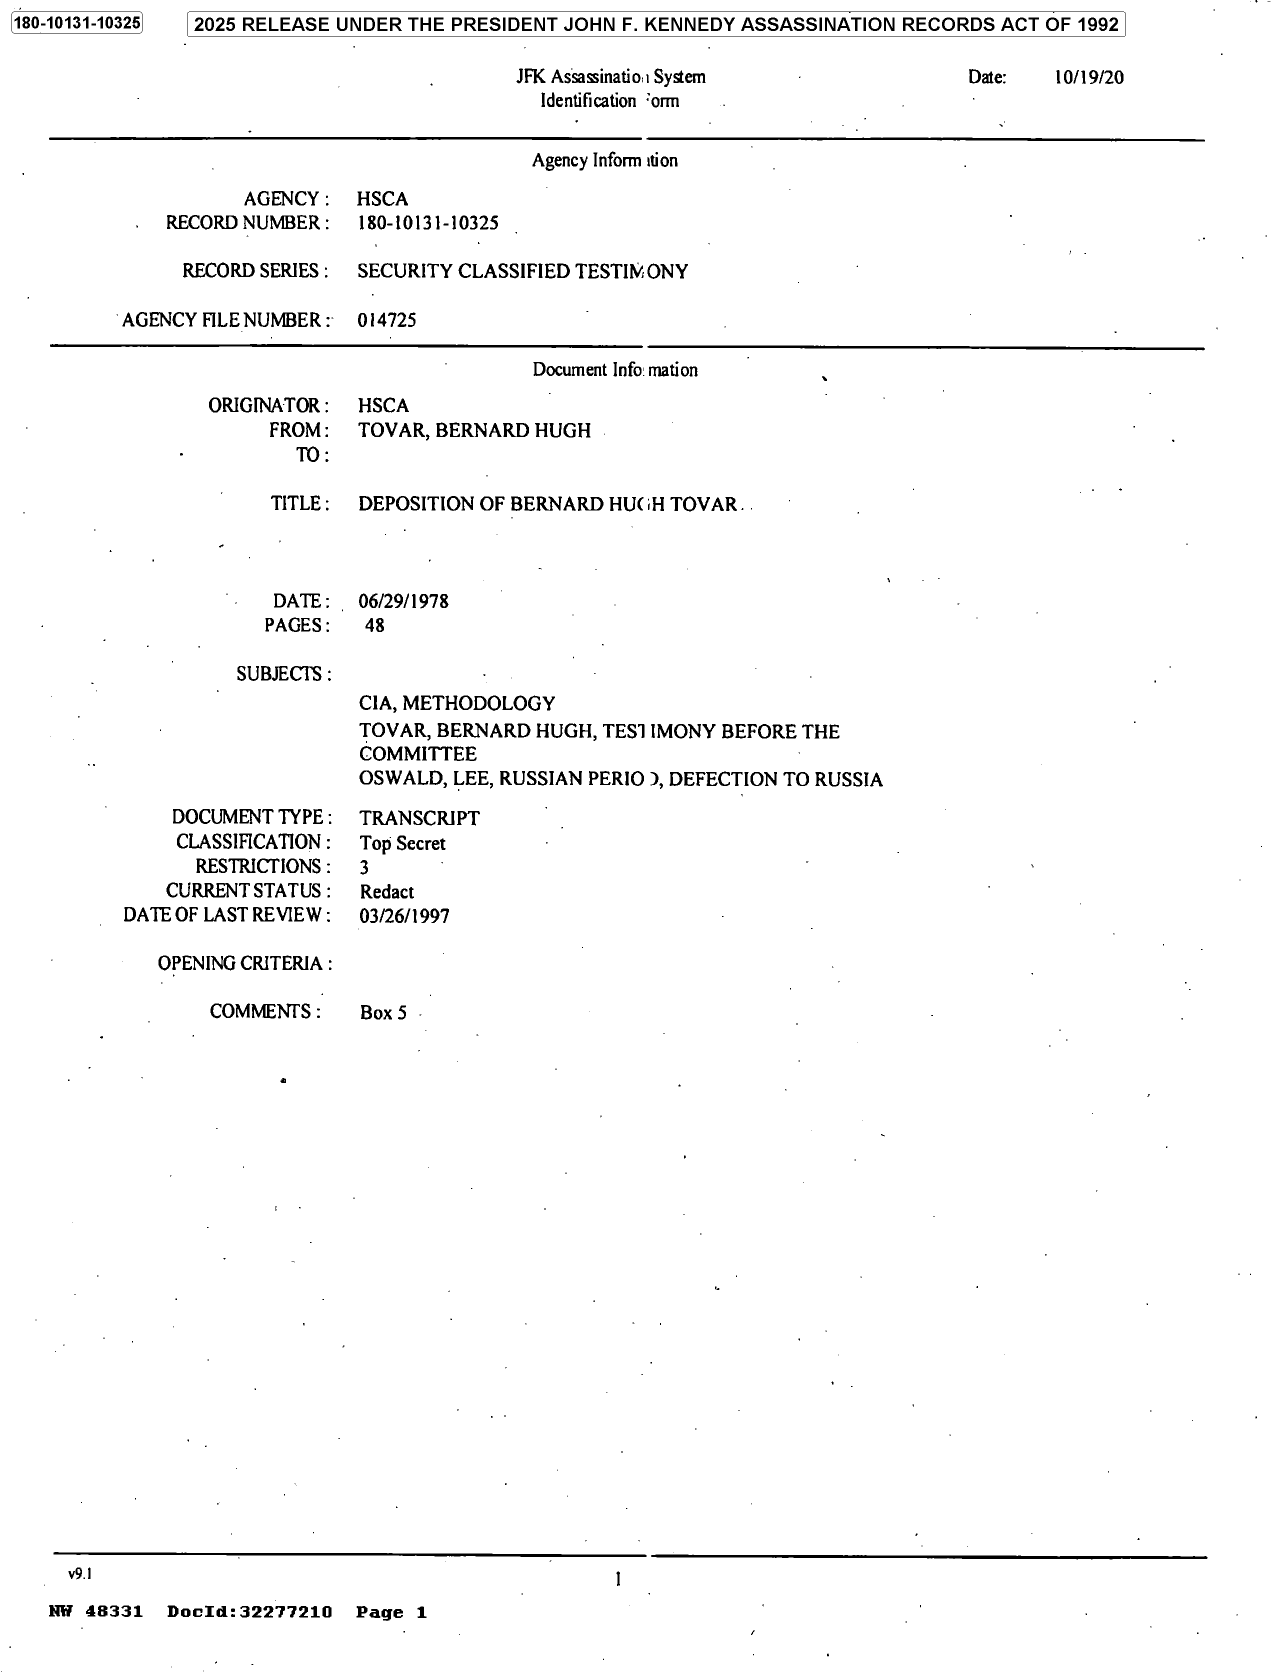 180-10131-10325
2025 RELEASE UNDER THE PRESIDENT JOHN F. KENNEDY ASSASSINATION RECORDS ACT OF 1992
JFK Assassination System
Date: 10/19/20
Identification Form
Agency Information
AGENCY : HSCA
RECORD NUMBER : 180-10131-10325
RECORD SERIES : SECURITY CLASSIFIED TESTIMONY
AGENCY FILE NUMBER : 014725
Document Information
ORIGINATOR : HSCA
FROM : TOVAR, BERNARD HUGH
TO :
TITLE : DEPOSITION OF BERNARD HUGH TOVAR
DATE : 06/29/1978
PAGES : 48
SUBJECTS :
CIA, METHODOLOGY
TOVAR, BERNARD HUGH, TESTIMONY BEFORE THE
COMMITTEE
OSWALD, LEE, RUSSIAN PERIOD, DEFECTION TO RUSSIA
DOCUMENT TYPE : TRANSCRIPT
CLASSIFICATION : Top Secret
RESTRICTIONS : 3
CURRENT STATUS : Redact
DATE OF LAST REVIEW : 03/26/1997
OPENING CRITERIA :
COMMENTS : Box 5
v9.1
1
NW 48331 DocId:32277210 Page 1